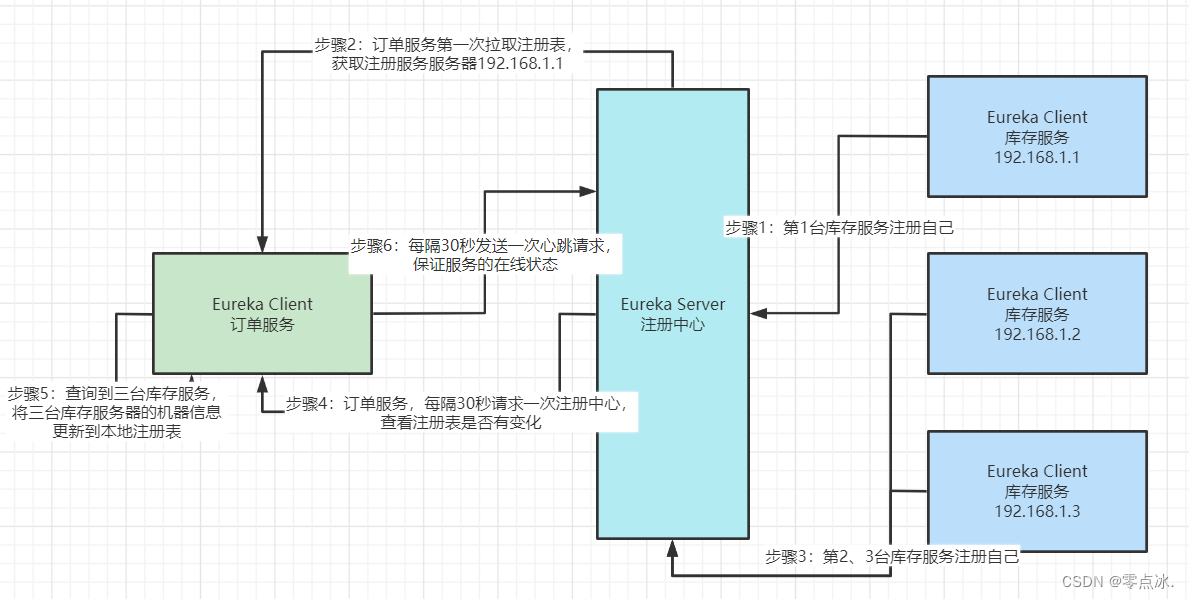 步骤2：订单服务第一次拉取注册表，
获取注册服务服务器192.168.1.1
Eureka Client
库存服务
192.168.1.1
步骤1：第1台库存服务注册自己
步骤6：每隔30秒发送一次心跳请求，
保证服务的在线状态
Eureka Client
订单服务
Eureka Server
注册中心
Eureka Client
库存服务
192.168.1.2
步骤5：查询到三台库存服务，
将三台库存服务器的机器信息
更新到本地注册表
步骤4：订单服务，每隔30秒请求一次注册中心，
查看注册表是否有变化
Eureka Client
库存服务
192.168.1.3
步骤3：第2、3台库存服务注册自己
CSDN @零点冰.